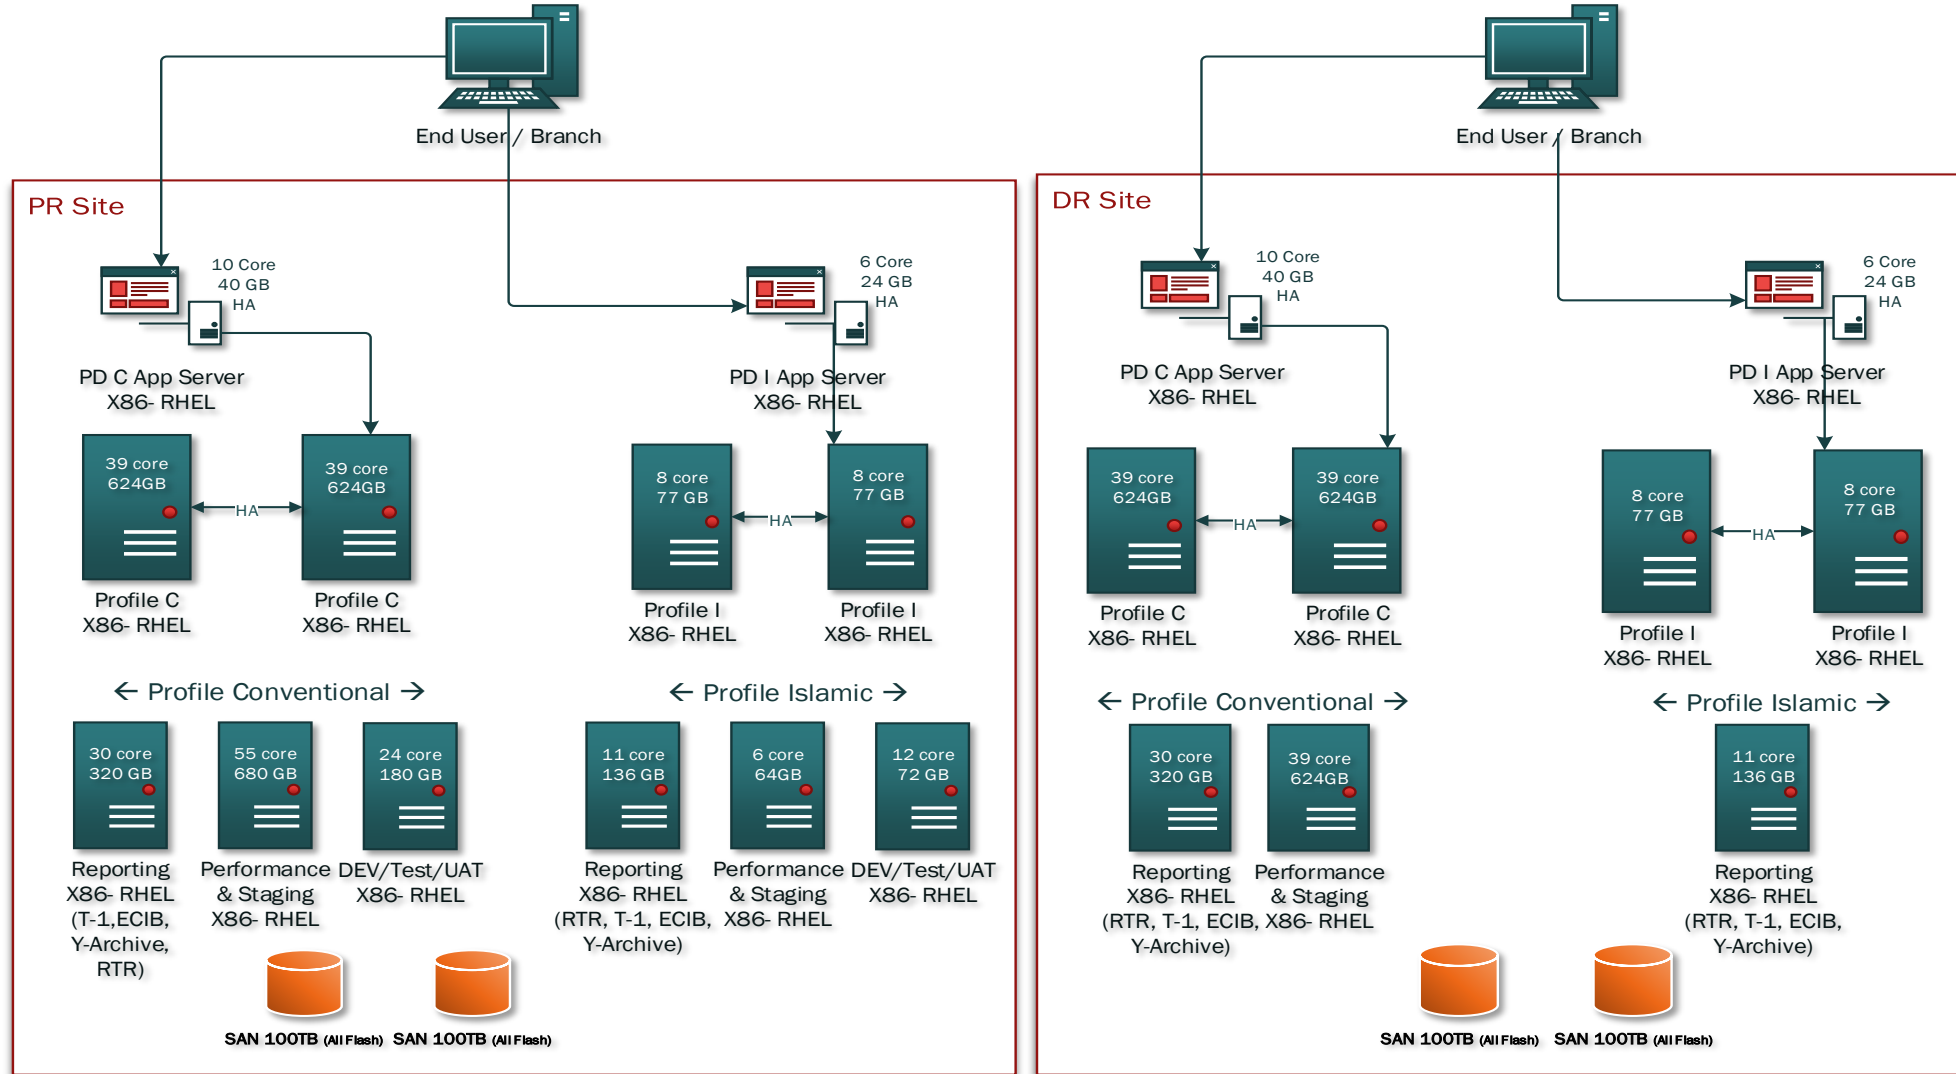 End User / Branch
PR Site
10 Core
40 GB
HA
6 Core
24 GB
HA
PD C App Server
X86- RHEL
PD I App Server
X86- RHEL
39 core
624GB
HA
39 core
624GB
8 core
77 GB
HA
8 core
77 GB
Profile C
X86- RHEL
Profile C
X86- RHEL
Profile I
X86- RHEL
Profile I
X86- RHEL
← Profile Conventional →
← Profile Islamic →
30 core
320 GB
55 core
680 GB
24 core
180 GB
11 core
136 GB
6 core
64GB
12 core
72 GB
Reporting
X86- RHEL
(T-1,ECIB,
Y-Archive,
RTR)
Performance
& Staging
X86- RHEL
DEV/Test/UAT
X86- RHEL
Reporting
X86- RHEL
(RTR, T-1, ECIB,
Y-Archive)
Performance
& Staging
X86- RHEL
DEV/Test/UAT
X86- RHEL
SAN 100TB (All Flash)
SAN 100TB (All Flash)
End User / Branch
DR Site
10 Core
40 GB
HA
6 Core
24 GB
HA
PD C App Server
X86- RHEL
PD I App Server
X86- RHEL
39 core
624GB
HA
39 core
624GB
8 core
77 GB
HA
8 core
77 GB
Profile C
X86- RHEL
Profile C
X86- RHEL
Profile I
X86- RHEL
Profile I
X86- RHEL
← Profile Conventional →
← Profile Islamic →
30 core
320 GB
39 core
624GB
11 core
136 GB
Reporting
X86- RHEL
(RTR, T-1, ECIB,
Y-Archive)
Performance
& Staging
X86- RHEL
Reporting
X86- RHEL
(RTR, T-1, ECIB,
Y-Archive)
SAN 100TB (All Flash)
SAN 100TB (All Flash)